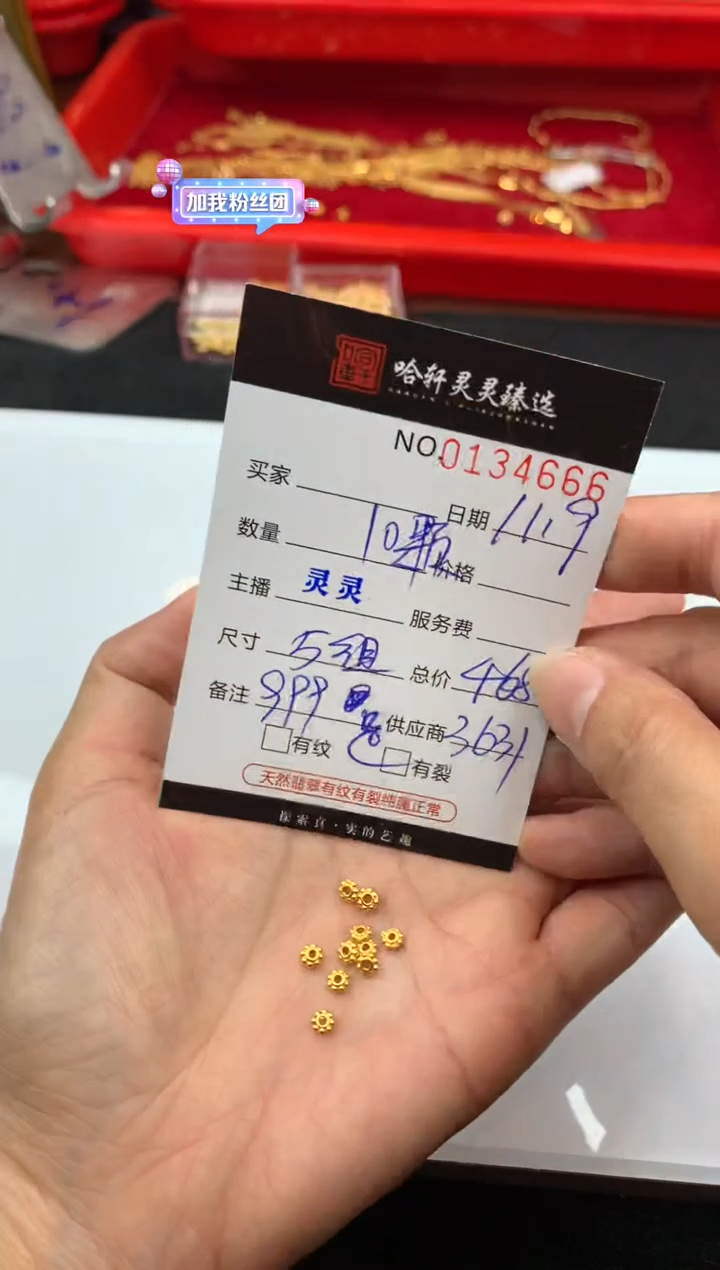 加我粉丝团
哈轩灵灵臻选
NO.0134666
买家 日期 11.9
数量 10颗 价格
主播 灵灵 服务费
尺寸 5组 总价 468
备注 999 供应商 3631
有纹 有裂
天然翡翠有纹有裂纯属正常
探索真·实的艺趣